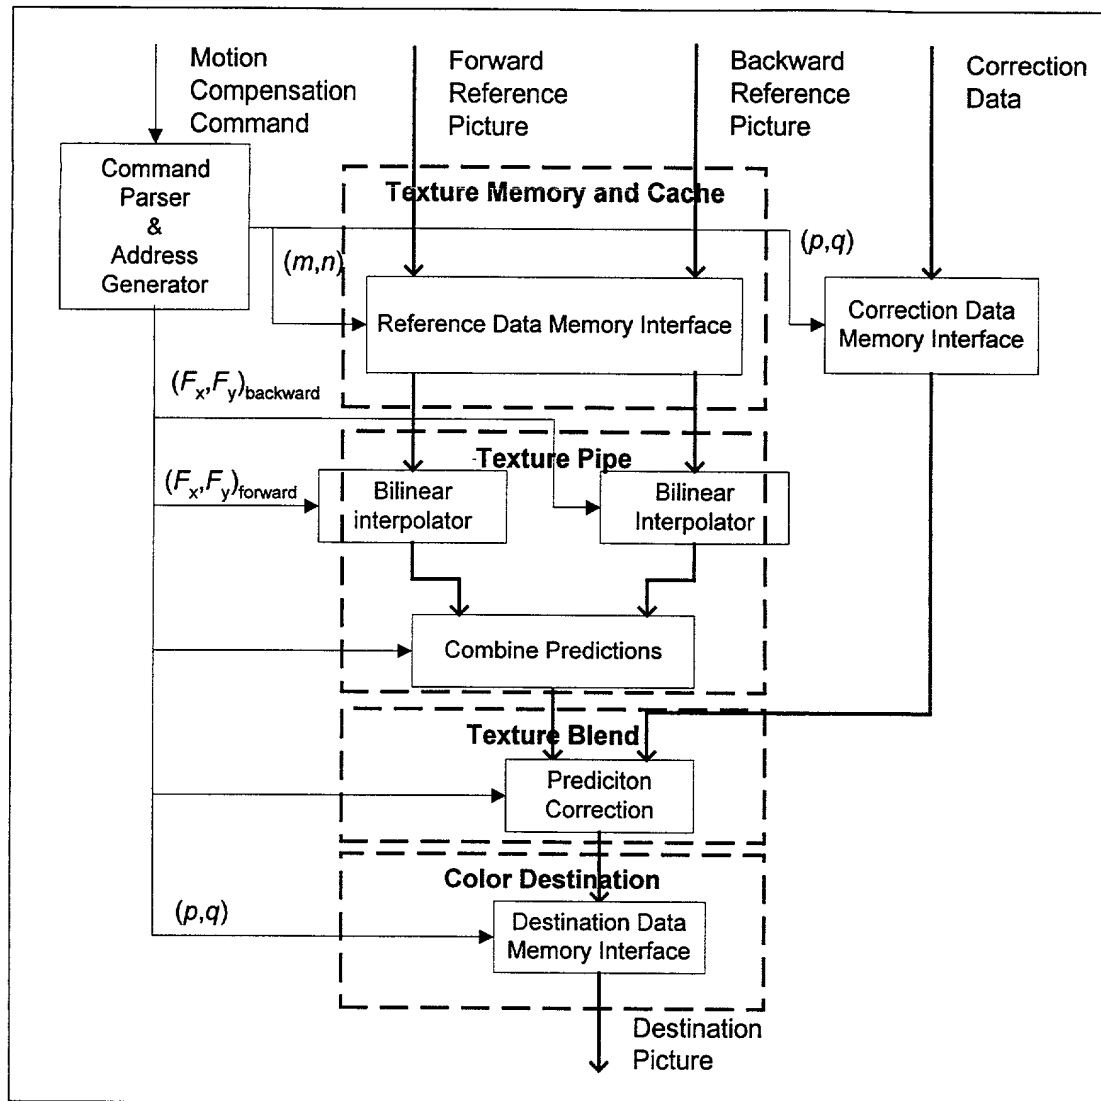 Motion
Compensation
Command
Forward
Reference
Picture
Backward
Reference
Picture
Correction
Data
Command
Parser
&
Address
Generator
Texture Memory and Cache
(m,n)
(p,q)
Reference Data Memory Interface
Correction Data
Memory Interface
(Fx,Fy)backward
Texture Pipe
(Fx,Fy)forward
Bilinear
interpolator
Bilinear
Interpolator
Combine Predictions
Texture Blend
Prediciton
Correction
Color Destination
(p,q)
Destination Data
Memory Interface
Destination
Picture